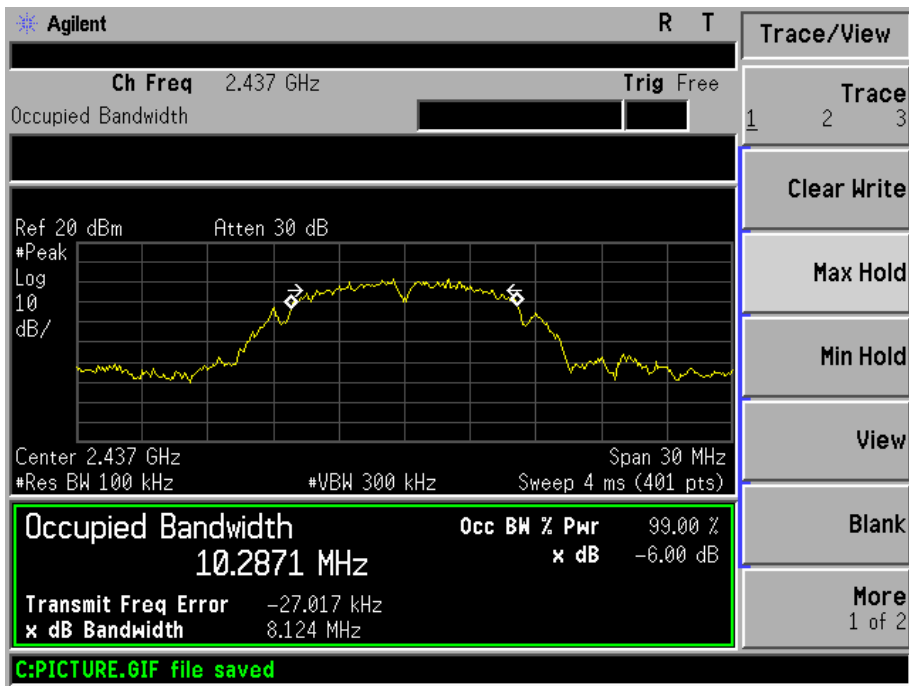 Agilent R T
Ch Freq 2.437 GHz Trig Free
Occupied Bandwidth
Ref 20 dBm Atten 30 dB
#Peak
Log
10
dB/
Center 2.437 GHz Span 30 MHz
#Res BW 100 kHz #VBW 300 kHz Sweep 4 ms (401 pts)
Occupied Bandwidth Occ BW % Pwr 99.00 %
10.2871 MHz x dB -6.00 dB
Transmit Freq Error -27.017 kHz
x dB Bandwidth 8.124 MHz
C:PICTURE.GIF file saved
Trace/View
Trace
1 2 3
Clear Write
Max Hold
Min Hold
View
Blank
More
1 of 2